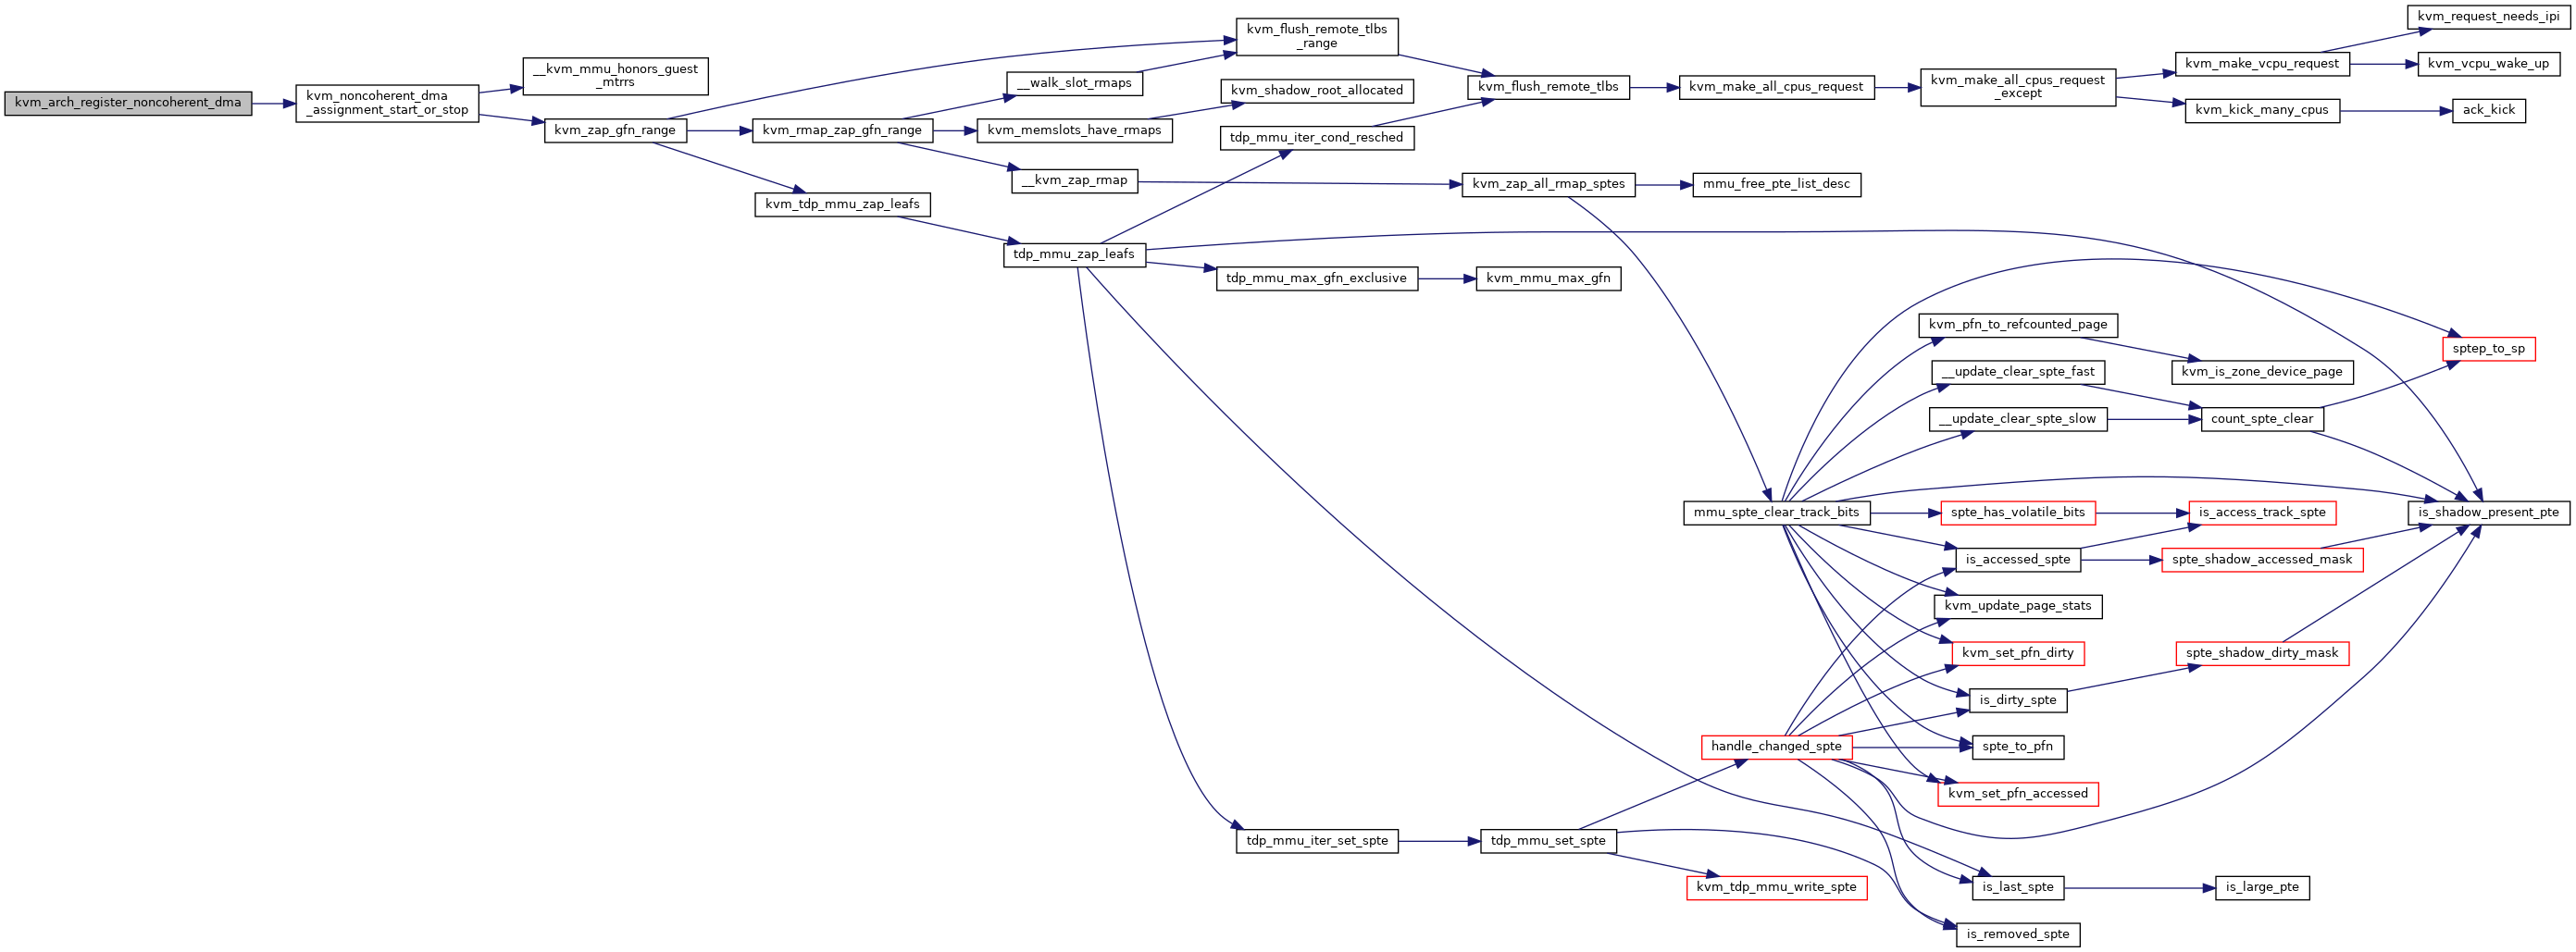 kvm_arch_register_noncoherent_dma
kvm_noncoherent_dma
_assignment_start_or_stop
__kvm_mmu_honors_guest
_mtrrs
kvm_zap_gfn_range
kvm_flush_remote_tlbs
_range
kvm_flush_remote_tlbs
kvm_make_all_cpus_request
kvm_make_all_cpus_request
_except
kvm_make_vcpu_request
kvm_request_needs_ipi
kvm_vcpu_wake_up
kvm_kick_many_cpus
ack_kick
kvm_rmap_zap_gfn_range
__walk_slot_rmaps
kvm_memslots_have_rmaps
kvm_shadow_root_allocated
__kvm_zap_rmap
kvm_zap_all_rmap_sptes
mmu_free_pte_list_desc
kvm_tdp_mmu_zap_leafs
tdp_mmu_zap_leafs
tdp_mmu_iter_cond_resched
tdp_mmu_max_gfn_exclusive
kvm_mmu_max_gfn
mmu_spte_clear_track_bits
kvm_pfn_to_refcounted_page
kvm_is_zone_device_page
sptep_to_sp
__update_clear_spte_fast
__update_clear_spte_slow
count_spte_clear
spte_has_volatile_bits
is_access_track_spte
is_shadow_present_pte
is_accessed_spte
spte_shadow_accessed_mask
kvm_update_page_stats
kvm_set_pfn_dirty
spte_shadow_dirty_mask
is_dirty_spte
handle_changed_spte
spte_to_pfn
kvm_set_pfn_accessed
tdp_mmu_iter_set_spte
tdp_mmu_set_spte
kvm_tdp_mmu_write_spte
is_last_spte
is_large_pte
is_removed_spte